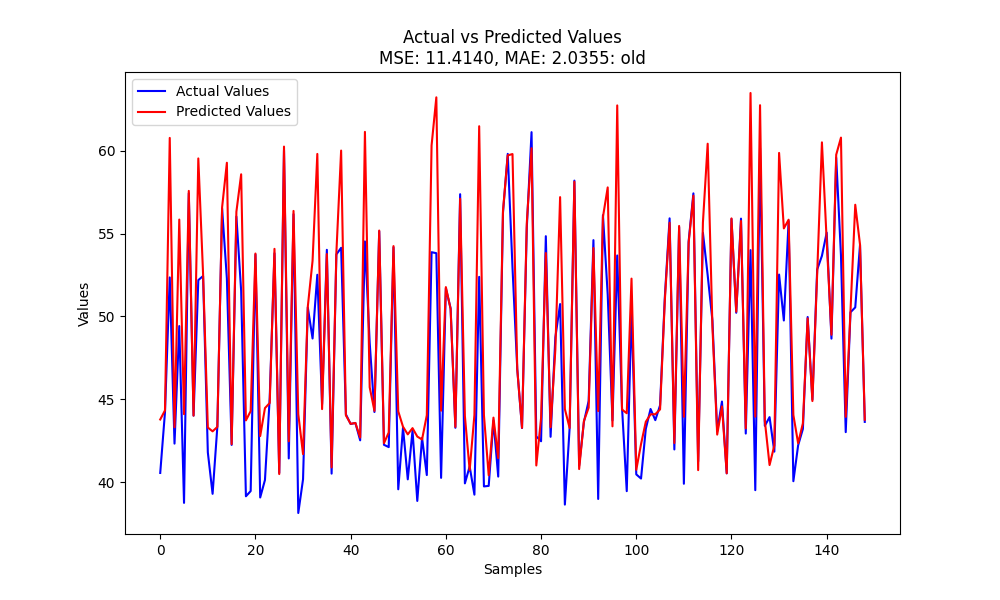 Actual vs Predicted Values
MSE: 11.4140, MAE: 2.0355: old
Actual Values
Predicted Values
60
55
50
45
40
Values
0 20 40 60 80 100 120 140
Samples